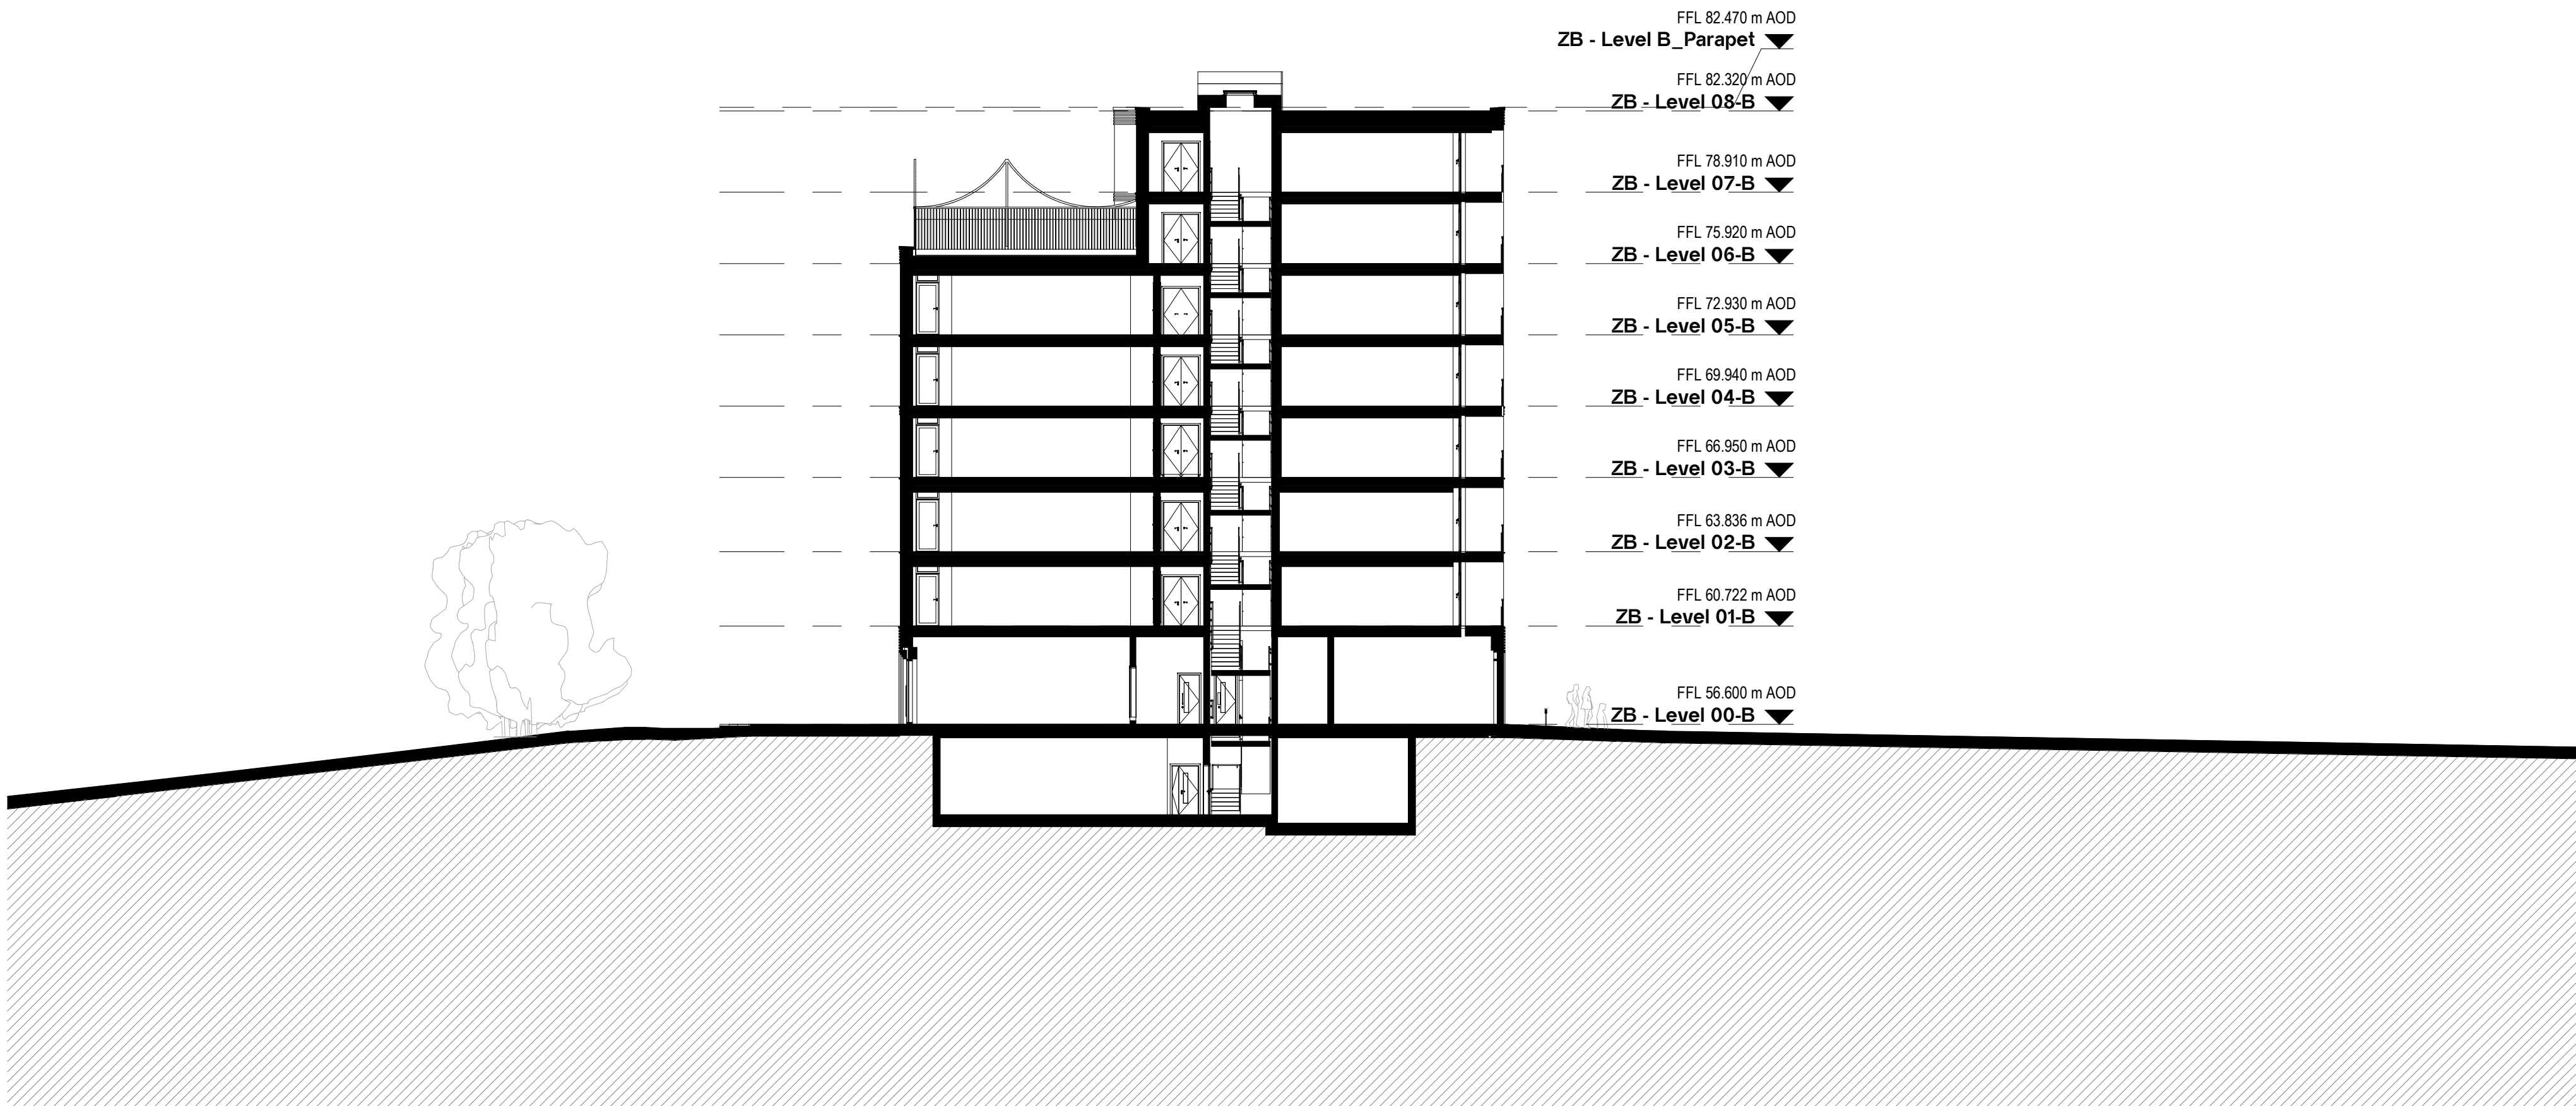 FFL 82.470 m AOD
ZB - Level B_Parapet
FFL 82.320 m AOD
ZB - Level 08-B
FFL 78.910 m AOD
ZB - Level 07-B
FFL 75.920 m AOD
ZB - Level 06-B
FFL 72.930 m AOD
ZB - Level 05-B
FFL 69.940 m AOD
ZB - Level 04-B
FFL 66.950 m AOD
ZB - Level 03-B
FFL 63.836 m AOD
ZB - Level 02-B
FFL 60.722 m AOD
ZB - Level 01-B
FFL 56.600 m AOD
ZB - Level 00-B